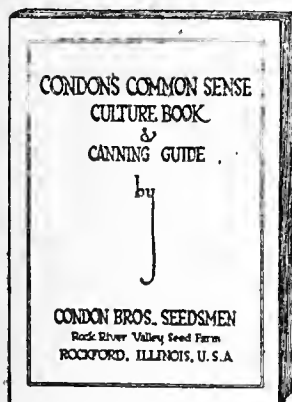 CONDON'S COMMON SENSE
CULTURE BOOK
&
CANNING GUIDE
by
CONDON BROS. SEEDSMEN
Rock River Valley Seed Farm
ROCKFORD, ILLINOIS, U.S.A